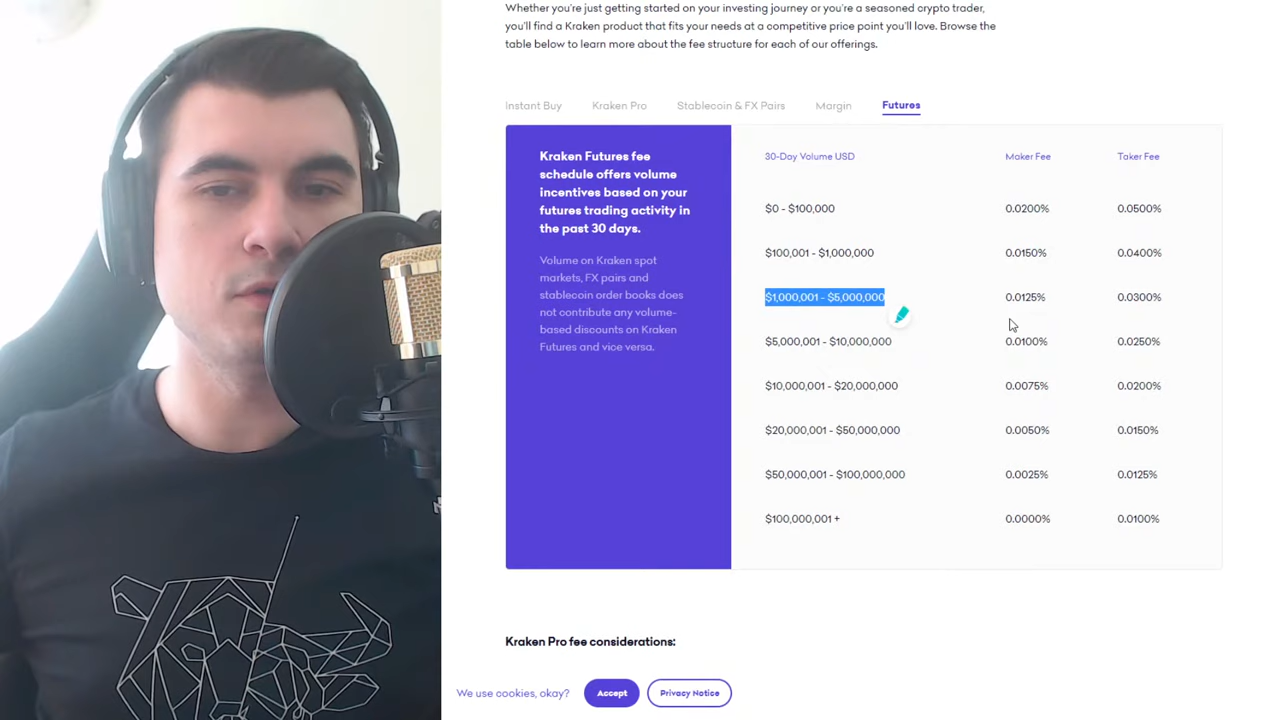 Whether you're just getting started on your investing journey or you're a seasoned crypto trader,
you'll find a Kraken product that fits your needs at a competitive price point you'll love. Browse the
table below to learn more about the fee structure for each of our offerings.
Instant Buy Kraken Pro Stablecoin & FX Pairs Margin Futures
Kraken Futures fee
schedule offers volume
incentives based on your
futures trading activity in
the past 30 days.
Volume on Kraken spot
markets, FX pairs and
stablecoin order books does
not contribute any volume-
based discounts on Kraken
Futures and vice versa.
30-Day Volume USD Maker Fee Taker Fee
$0 - $100,000 0.0200% 0.0500%
$100,001 - $1,000,000 0.0150% 0.0400%
$1,000,001 - $5,000,000 0.0125% 0.0300%
$5,000,001 - $10,000,000 0.0100% 0.0250%
$10,000,001 - $20,000,000 0.0075% 0.0200%
$20,000,001 - $50,000,000 0.0050% 0.0150%
$50,000,001 - $100,000,000 0.0025% 0.0125%
$100,000,001 + 0.0000% 0.0100%
Kraken Pro fee considerations:
We use cookies, okay? Accept Privacy Notice